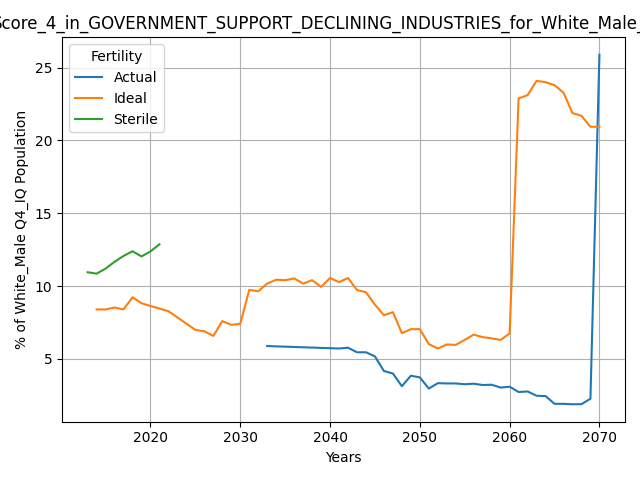 Score_4_in_GOVERNMENT_SUPPORT_DECLINING_INDUSTRIES_for_White_Male_
Fertility
Actual
Ideal
Sterile
% of White_Male Q4_IQ Population
25
20
15
10
5
2020 2030 2040 2050 2060 2070
Years